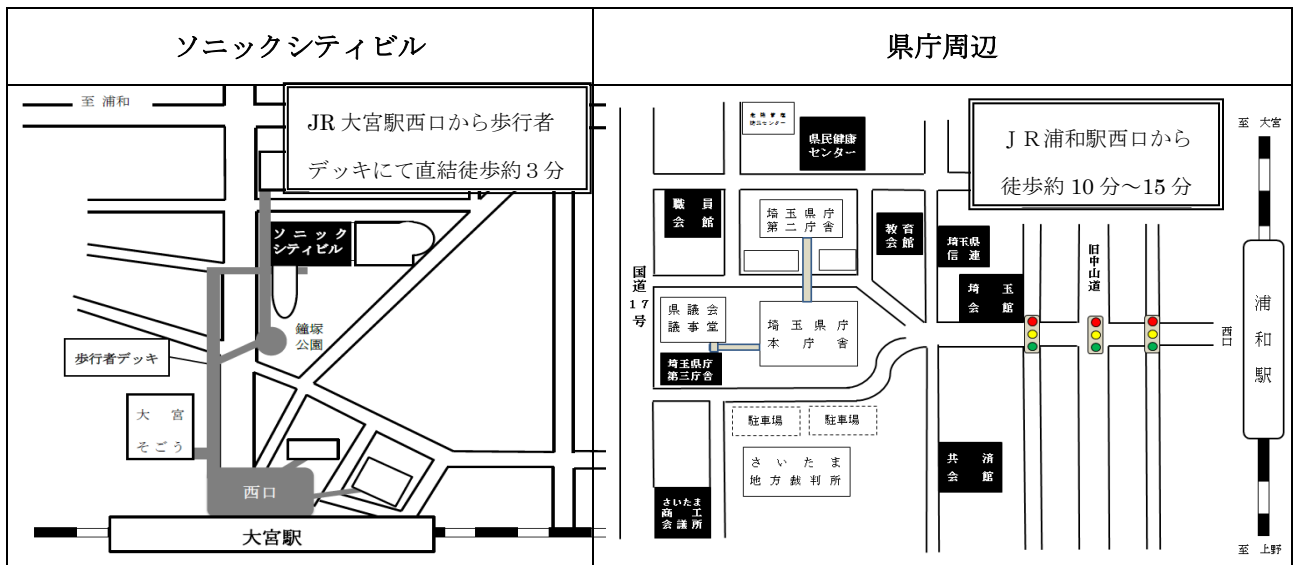 ソニックシティビル
至 浦和
JR 大宮駅西口から歩行者
デッキにて直結徒歩約３分
ソニック
シティビル
鐘塚
公園
歩行者デッキ
大 宮
そごう
西口
大宮駅
県庁周辺
県民健康
センター
ＪＲ浦和駅西口から
徒歩約 10 分～15 分
至 大宮
職員
会館
埼玉県庁
第二庁舎
教育
会館
埼玉県
信連
旧中山道
埼玉
会館
国道17号
県議会
議事堂
埼玉県庁
本庁舎
西口
浦和駅
埼玉県庁
第三庁舎
駐車場
駐車場
さいたま
地方裁判所
共済
会館
さいたま
商工
会議所
至 上野